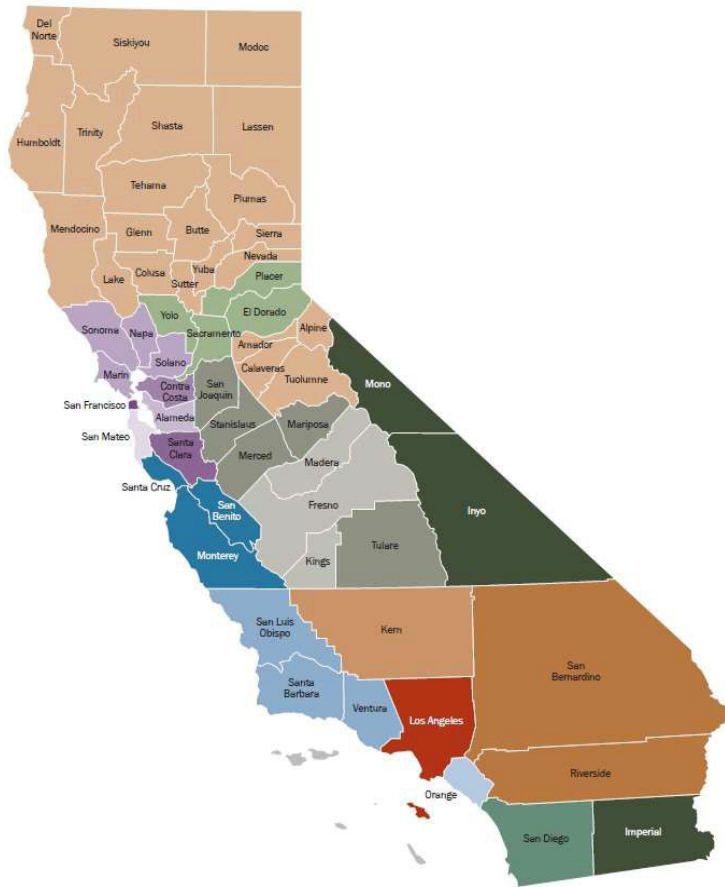 Del
Norte
Siskiyou
Modoc
Humboldt
Trinity
Shasta
Lassen
Tehama
Plumas
Mendocino
Glenn
Butte
Sierra
Nevada
Lake
Colusa
Sutter
Yuba
Placer
Sonoma
Napa
Yolo
El Dorado
Sacramento
Alpine
Amador
Solano
Marin
Contra
Costa
San
Joaquin
Calaveras
Tuolumne
Mono
San Francisco
Alameda
Stanislaus
Mariposa
San Mateo
Santa
Clara
Merced
Madera
Santa Cruz
San
Benito
Fresno
Inyo
Monterey
Kings
Tulare
San Luis
Obispo
Kern
San
Bernardino
Santa
Barbara
Ventura
Los Angeles
Orange
Riverside
San Diego
Imperial